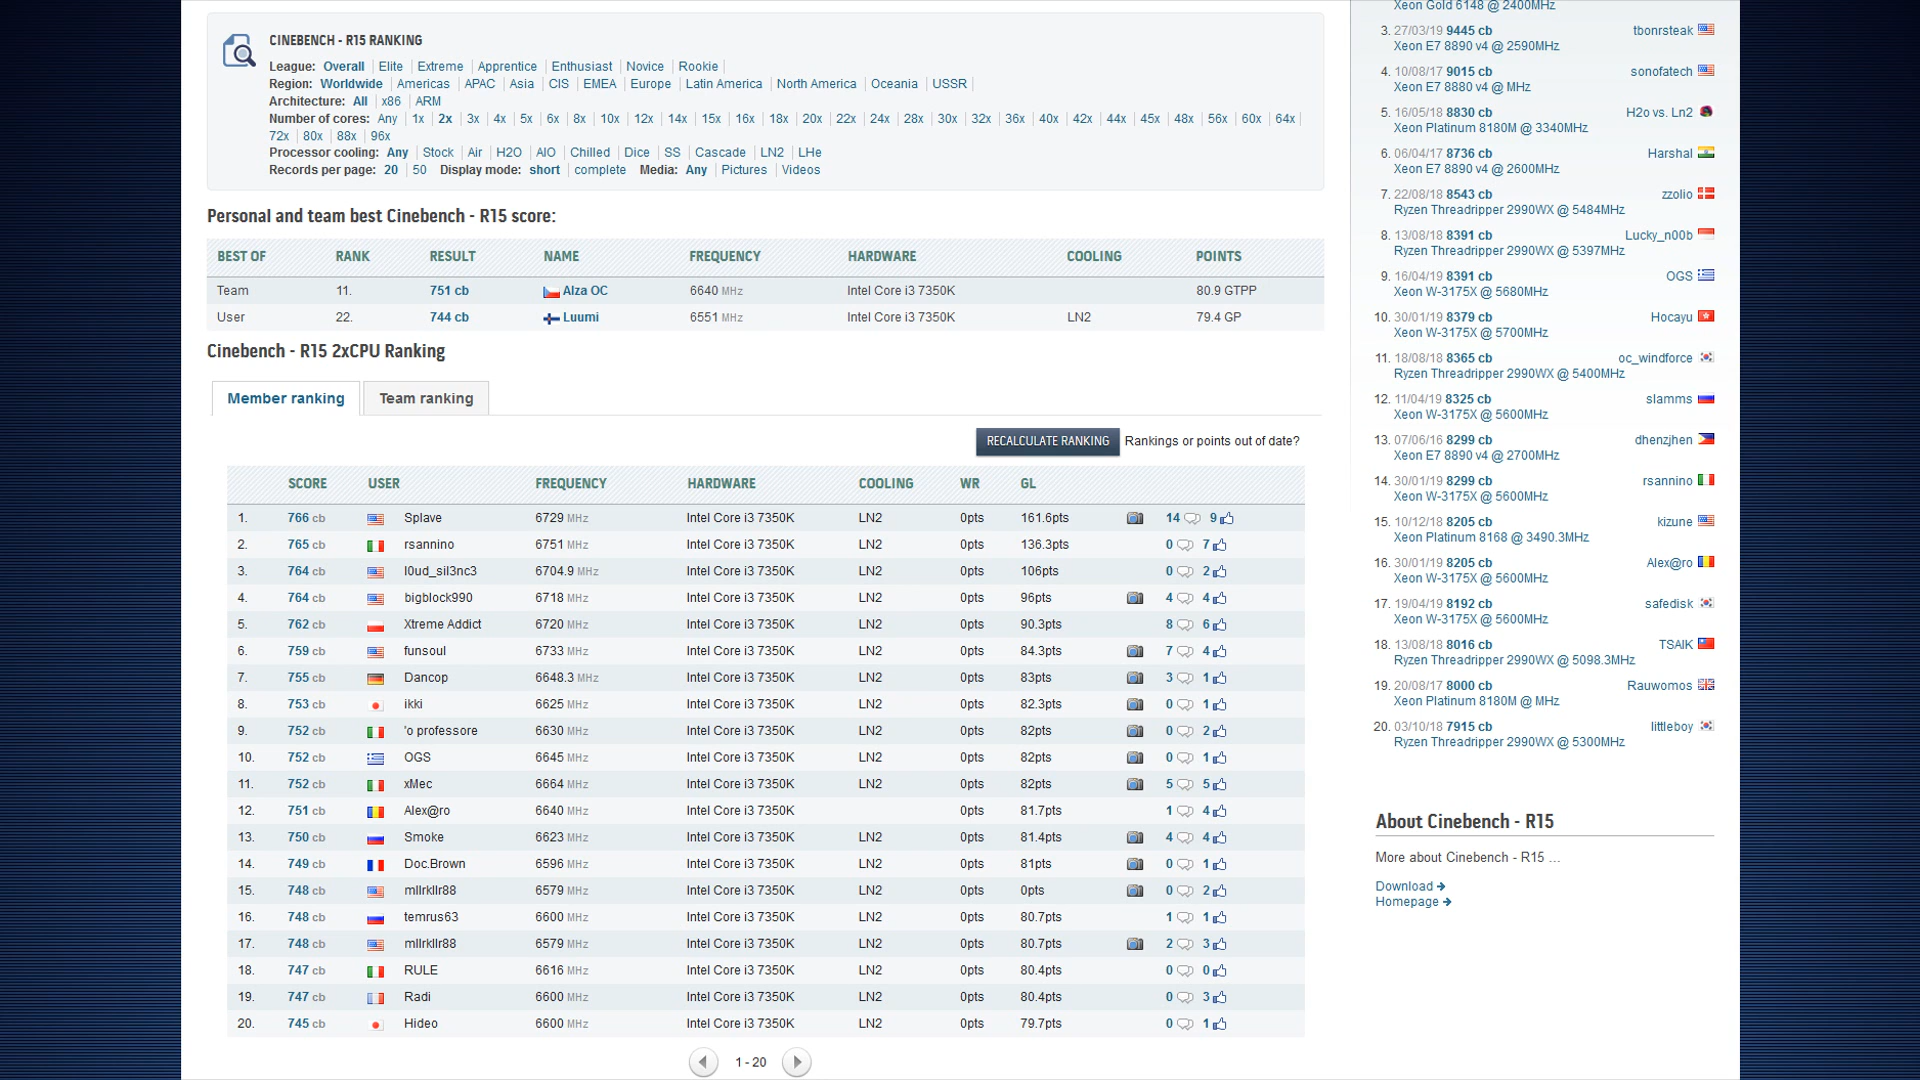 CINEBENCH - R15 RANKING
League: Overall Elite Extreme Apprentice Enthusiast Novice Rookie
Region: Worldwide Americas APAC Asia CIS EMEA Europe Latin America North America Oceania USSR
Architecture: All x86 ARM
Number of cores: Any 1x 2x 3x 4x 5x 6x 8x 10x 12x 14x 15x 16x 18x 20x 22x 24x 28x 30x 32x 36x 40x 42x 44x 45x 48x 56x 60x 64x
72x 80x 88x 96x
Processor cooling: Any Stock Air H2O AIO Chilled Dice SS Cascade LN2 LHe
Records per page: 20 50 Display mode: short complete Media: Any Pictures Videos
Personal and team best Cinebench - R15 score:
BEST OF RANK RESULT NAME FREQUENCY HARDWARE COOLING POINTS
Team 11. 751 cb Alza OC 6640 MHz Intel Core i3 7350K 80.9 GTPP
User 22. 744 cb Luumi 6551 MHz Intel Core i3 7350K LN2 79.4 GP
Cinebench - R15 2xCPU Ranking
Member ranking Team ranking
RECALCULATE RANKING Rankings or points out of date?
SCORE USER FREQUENCY HARDWARE COOLING WR GL
1. 766 cb Splave 6729 MHz Intel Core i3 7350K LN2 0pts 161.6pts 14 9
2. 765 cb rsannino 6751 MHz Intel Core i3 7350K LN2 0pts 136.3pts 0 7
3. 764 cb l0ud_sil3nc3 6704.9 MHz Intel Core i3 7350K LN2 0pts 106pts 0 2
4. 764 cb bigblock990 6718 MHz Intel Core i3 7350K LN2 0pts 96pts 4 4
5. 762 cb Xtreme Addict 6720 MHz Intel Core i3 7350K LN2 0pts 90.3pts 8 6
6. 759 cb funsoul 6733 MHz Intel Core i3 7350K LN2 0pts 84.3pts 7 4
7. 755 cb Dancop 6648.3 MHz Intel Core i3 7350K LN2 0pts 83pts 3 1
8. 753 cb ikki 6625 MHz Intel Core i3 7350K LN2 0pts 82.3pts 0 1
9. 752 cb 'o professore 6630 MHz Intel Core i3 7350K LN2 0pts 82pts 0 2
10. 752 cb OGS 6645 MHz Intel Core i3 7350K LN2 0pts 82pts 0 1
11. 752 cb xMec 6664 MHz Intel Core i3 7350K LN2 0pts 82pts 5 5
12. 751 cb Alex@ro 6640 MHz Intel Core i3 7350K 0pts 81.7pts 1 4
13. 750 cb Smoke 6623 MHz Intel Core i3 7350K LN2 0pts 81.4pts 4 4
14. 749 cb Doc.Brown 6596 MHz Intel Core i3 7350K LN2 0pts 81pts 0 1
15. 748 cb mllrkllr88 6579 MHz Intel Core i3 7350K LN2 0pts 0pts 0 2
16. 748 cb temrus63 6600 MHz Intel Core i3 7350K LN2 0pts 80.7pts 1 1
17. 748 cb mllrkllr88 6579 MHz Intel Core i3 7350K LN2 0pts 80.7pts 2 3
18. 747 cb RULE 6616 MHz Intel Core i3 7350K LN2 0pts 80.4pts 0 0
19. 747 cb Radi 6600 MHz Intel Core i3 7350K LN2 0pts 80.4pts 0 3
20. 745 cb Hideo 6600 MHz Intel Core i3 7350K LN2 0pts 79.7pts 0 1
1 - 20
Xeon Gold 6148 @ 2400MHz
3. 27/03/19 9445 cb tbonrsteak
Xeon E7 8890 v4 @ 2590MHz
4. 10/08/17 9015 cb sonofatech
Xeon E7 8880 v4 @ MHz
5. 16/05/18 8830 cb H2o vs. Ln2
Xeon Platinum 8180M @ 3340MHz
6. 06/04/17 8736 cb Harshal
Xeon E7 8890 v4 @ 2600MHz
7. 22/08/18 8543 cb zzolio
Ryzen Threadripper 2990WX @ 5484MHz
8. 13/08/18 8391 cb Lucky_n00b
Ryzen Threadripper 2990WX @ 5397MHz
9. 16/04/19 8391 cb OGS
Xeon W-3175X @ 5680MHz
10. 30/01/19 8379 cb Hocayu
Xeon W-3175X @ 5700MHz
11. 18/08/18 8365 cb oc_windforce
Ryzen Threadripper 2990WX @ 5400MHz
12. 11/04/19 8325 cb slamms
Xeon W-3175X @ 5600MHz
13. 07/06/16 8299 cb dhenzjhen
Xeon E7 8890 v4 @ 2700MHz
14. 30/01/19 8299 cb rsannino
Xeon W-3175X @ 5600MHz
15. 10/12/18 8205 cb kizune
Xeon Platinum 8168 @ 3490.3MHz
16. 30/01/19 8205 cb Alex@ro
Xeon W-3175X @ 5600MHz
17. 19/04/19 8192 cb safedisk
Xeon W-3175X @ 5600MHz
18. 13/08/18 8016 cb TSAIK
Ryzen Threadripper 2990WX @ 5098.3MHz
19. 20/08/17 8000 cb Rauwomos
Xeon Platinum 8180M @ MHz
20. 03/10/18 7915 cb littleboy
Ryzen Threadripper 2990WX @ 5300MHz
About Cinebench - R15
More about Cinebench - R15 ...
Download
Homepage